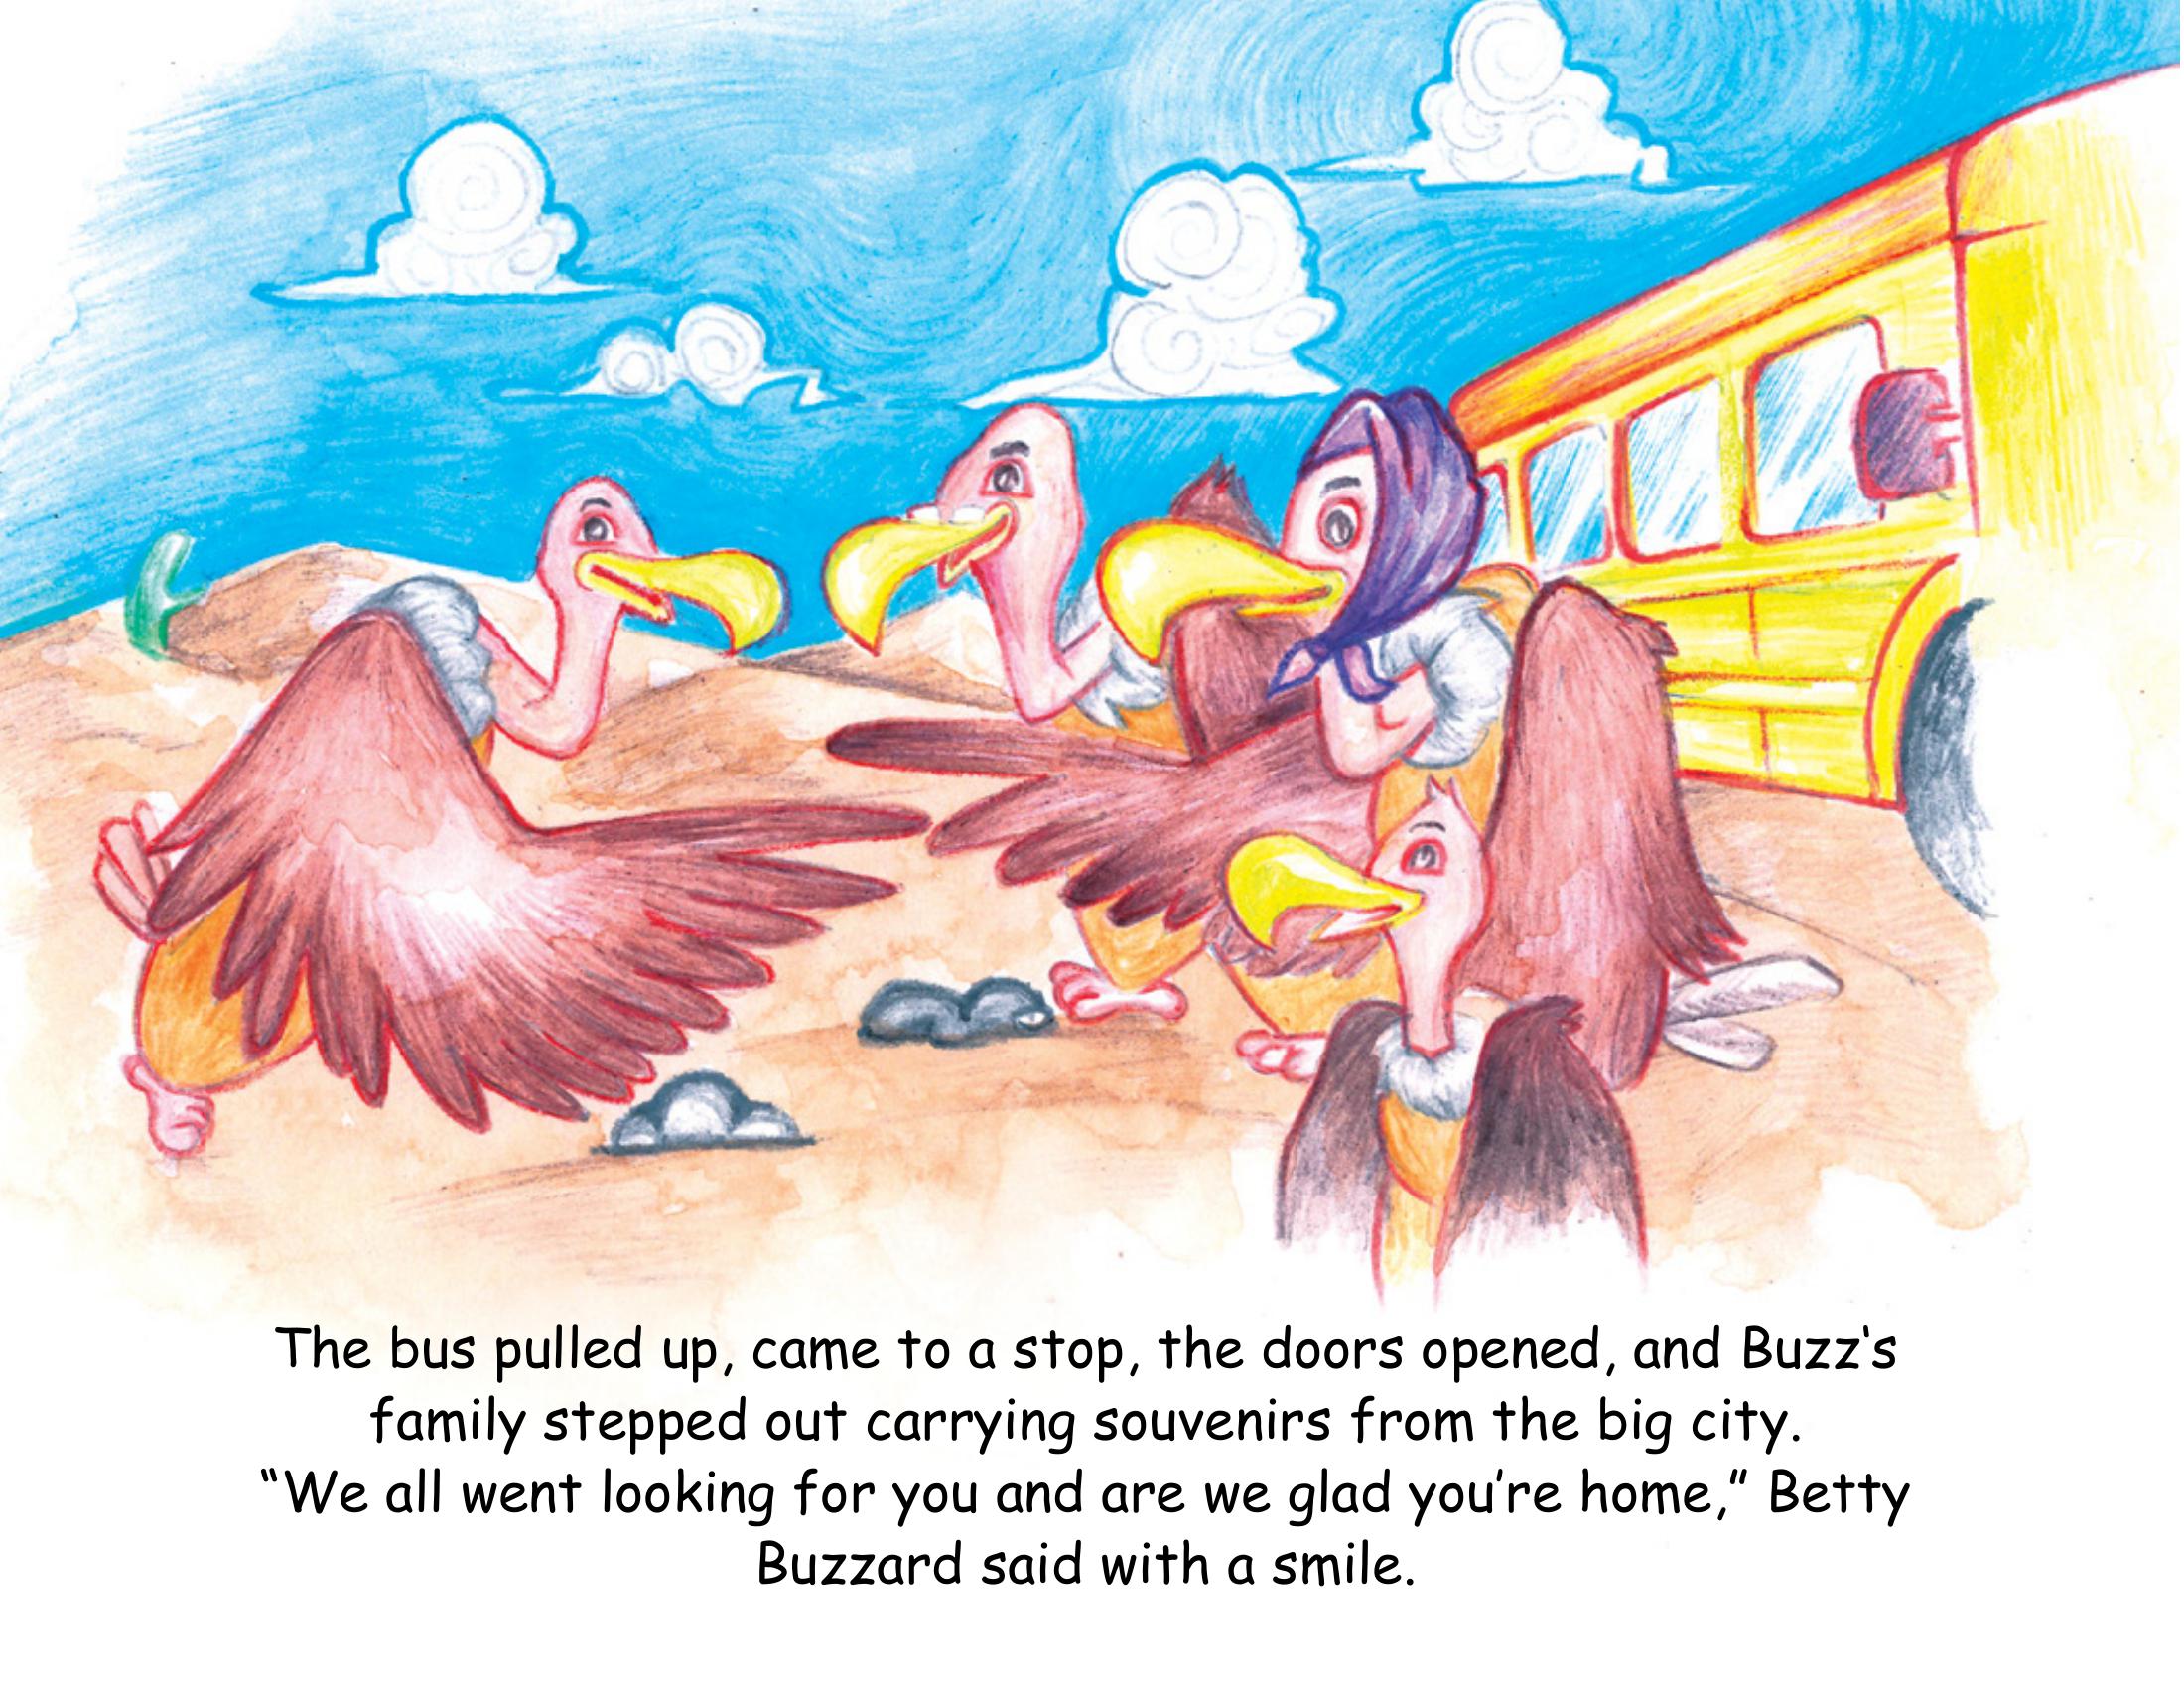 The bus pulled up, came to a stop, the doors opened, and Buzz's
family stepped out carrying souvenirs from the big city.
“We all went looking for you and are we glad you’re home,” Betty
Buzzard said with a smile.